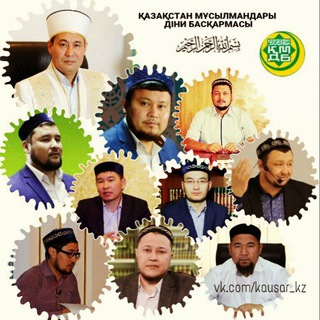 ҚАЗАҚСТАН МҰСЫЛМАНДАРЫ
ДІНИ БАСҚАРМАСЫ
بسم الله الرحمن الرحيم
ҚМДБ
vk.com/kausar_kz